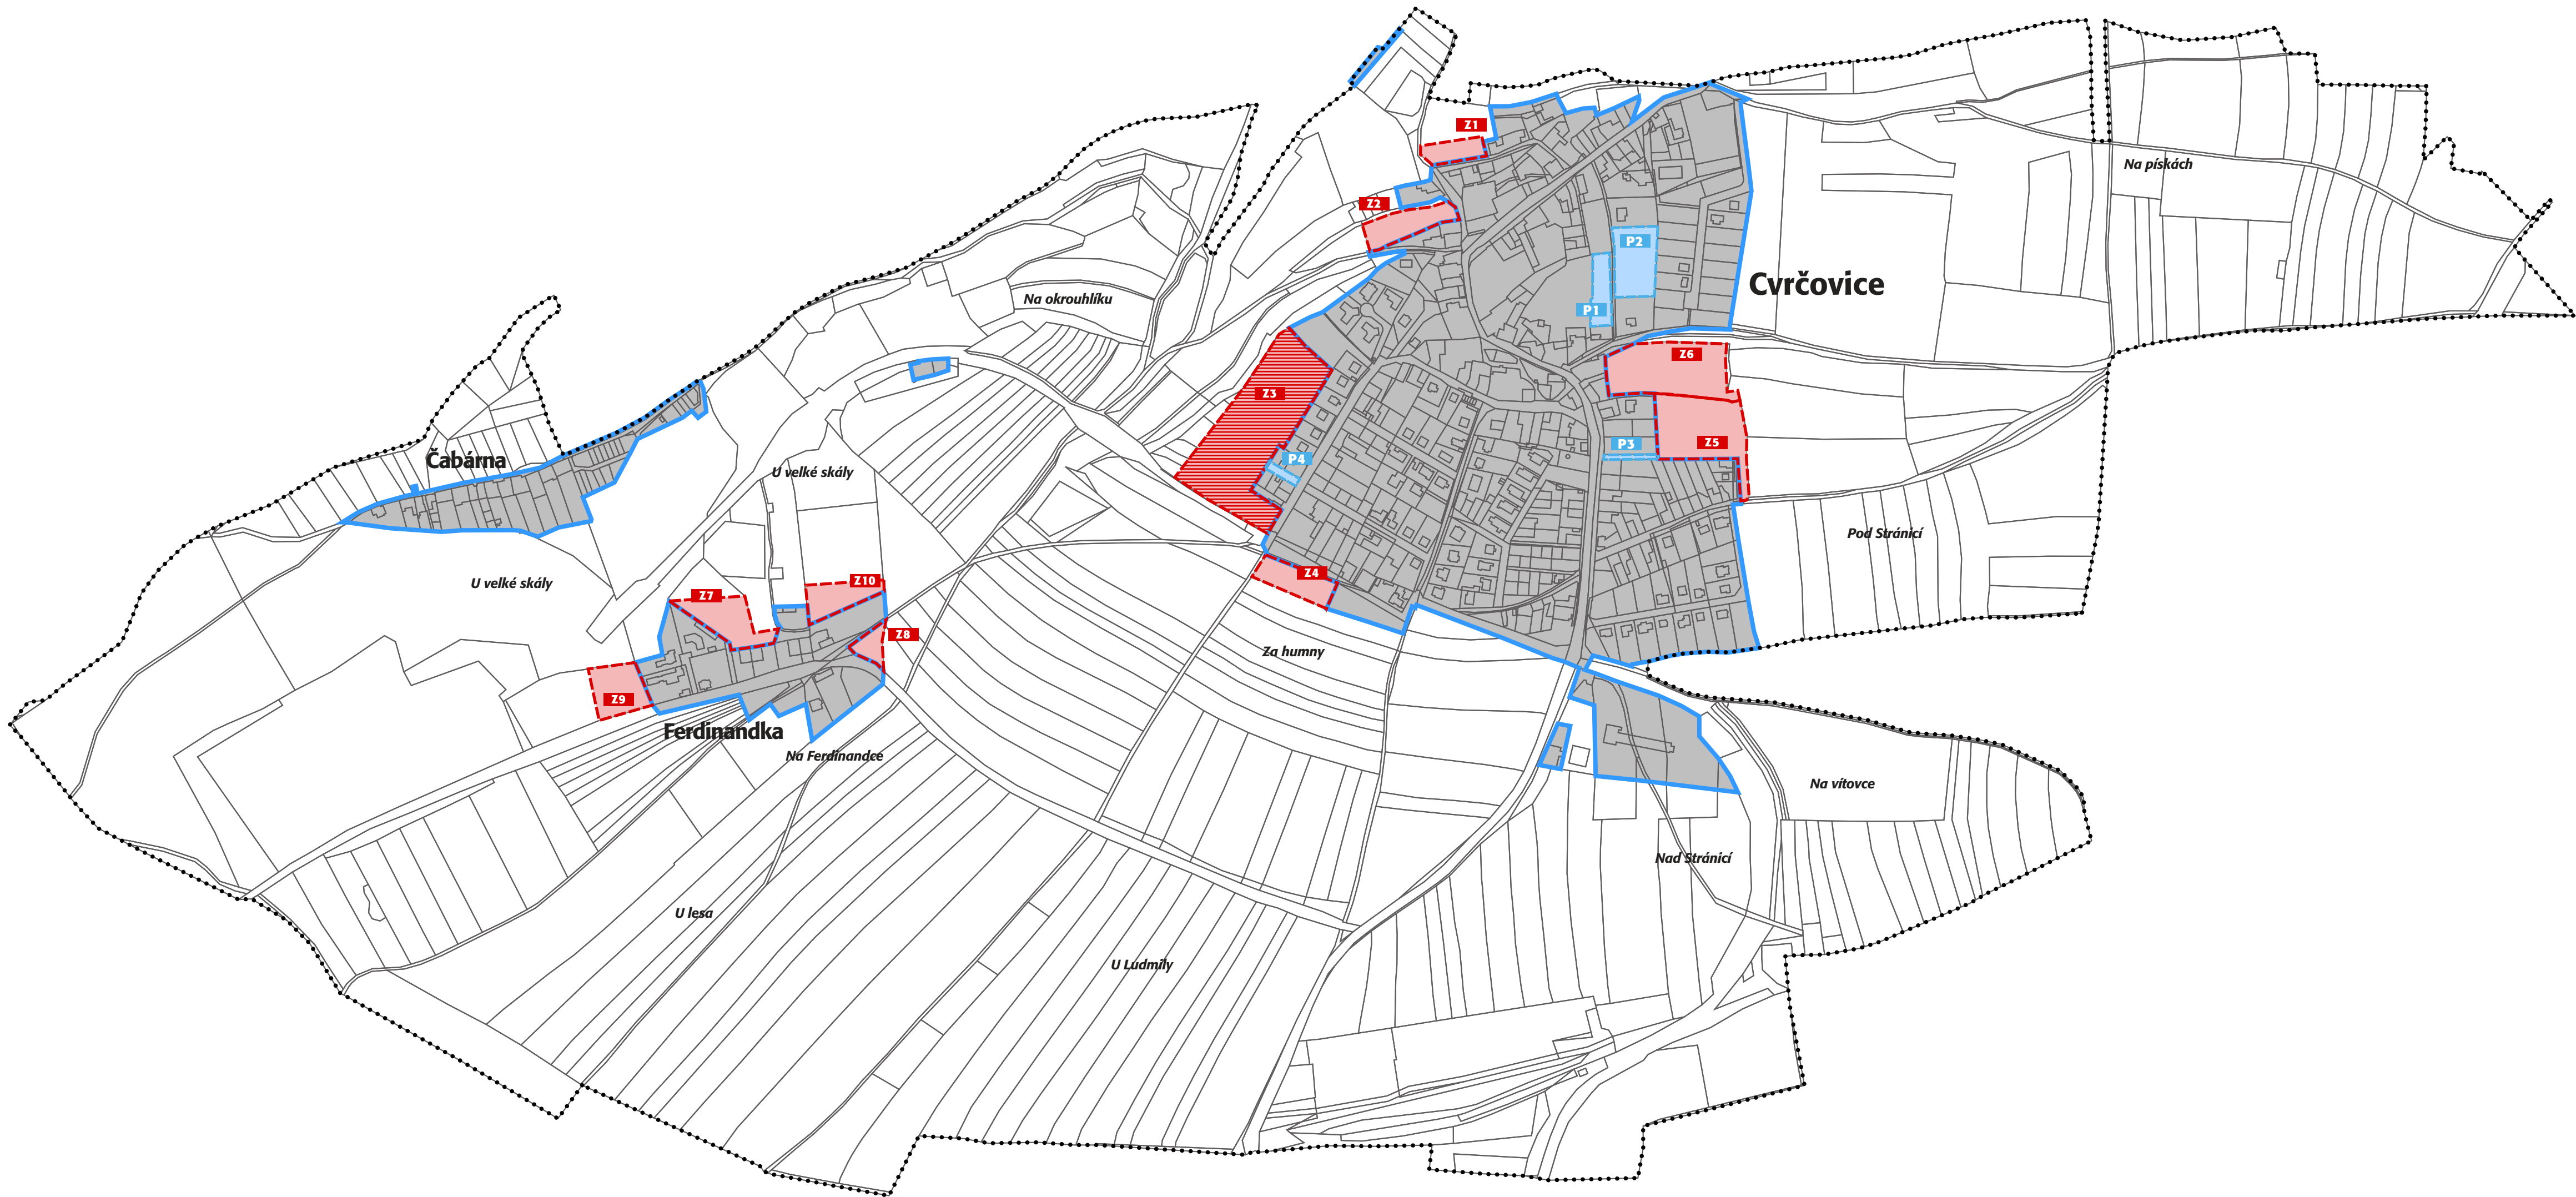 Z1
Na pískách
Z2
P2
Cvrčovice
Na okrouhlíku
P1
Z6
Z3
Z5
P3
P4
Čabárna
U velké skály
Pod Stránicí
Z4
Z10
U velké skály
Z7
Z8
Za humny
Z9
Ferdinandka
Na Ferdinandce
Na vítovce
Nad Stránicí
U lesa
U Ludmily